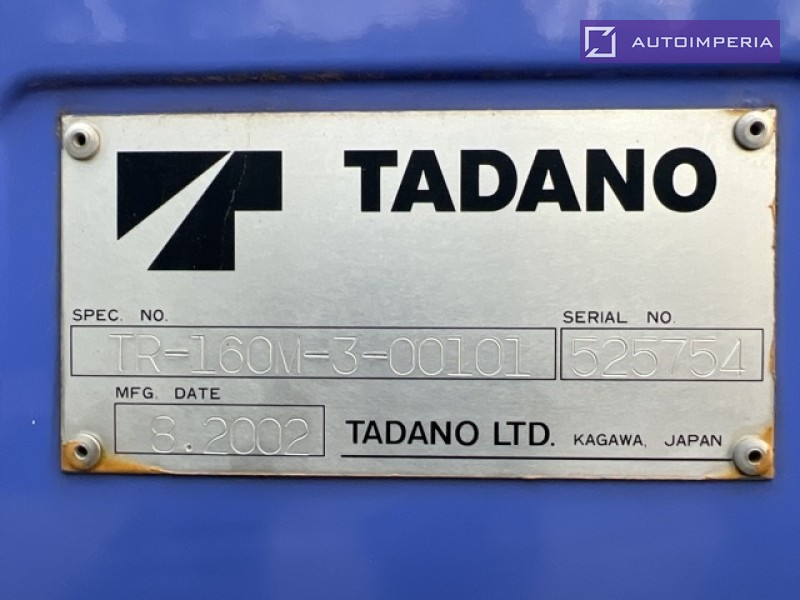 AUTOIMPERIA
TADANO
SPEC. NO.
SERIAL NO.
TR-160M-3-00101
525754
MFG. DATE
8.2002
TADANO LTD. KAGAWA, JAPAN